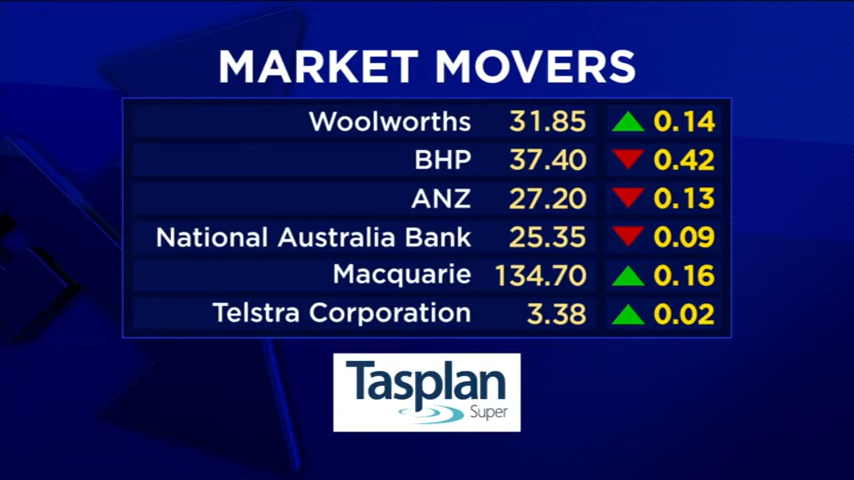 MARKET MOVERS
Woolworths 31.85 ▲ 0.14
BHP 37.40 ▼ 0.42
ANZ 27.20 ▼ 0.13
National Australia Bank 25.35 ▼ 0.09
Macquarie 134.70 ▲ 0.16
Telstra Corporation 3.38 ▲ 0.02
Tasplan
Super